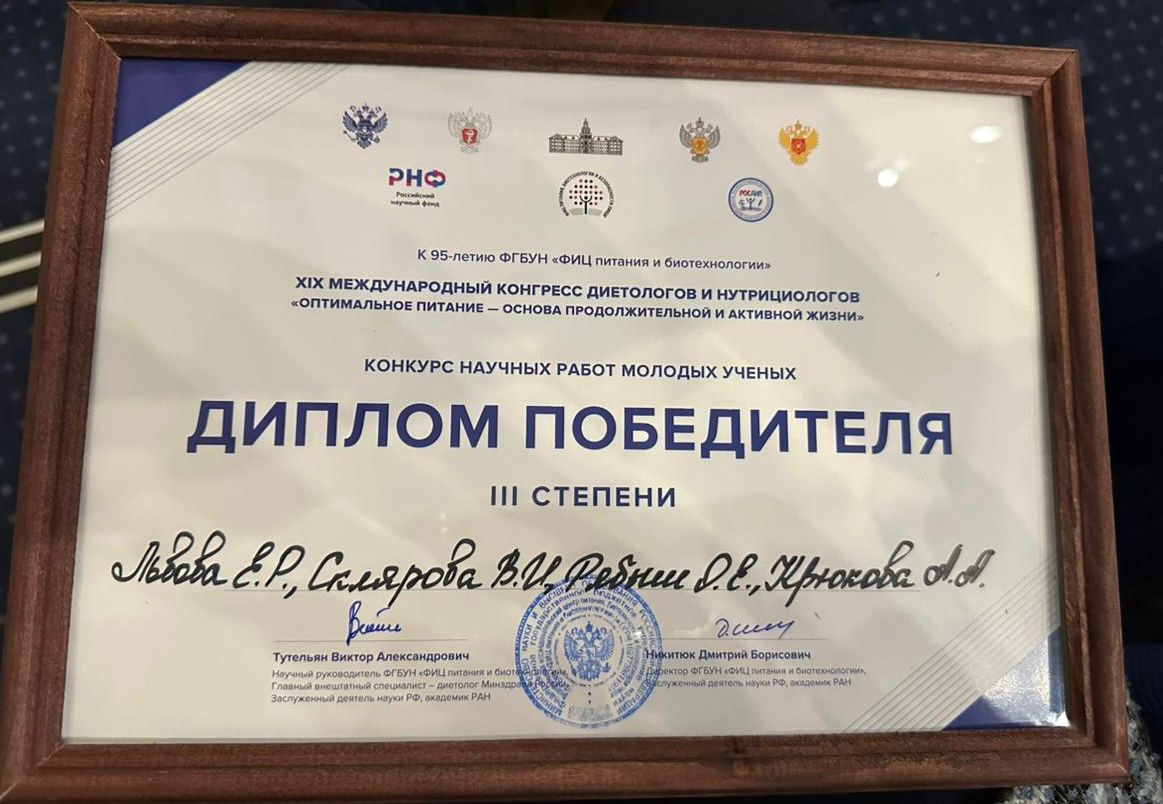 РНФ
Российский
научный фонд
К 95-летию ФГБУН «ФИЦ питания и биотехнологии»
XIX МЕЖДУНАРОДНЫЙ КОНГРЕСС ДИЕТОЛОГОВ И НУТРИЦИОЛОГОВ
«ОПТИМАЛЬНОЕ ПИТАНИЕ — ОСНОВА ПРОДОЛЖИТЕЛЬНОЙ И АКТИВНОЙ ЖИЗНИ»
КОНКУРС НАУЧНЫХ РАБОТ МОЛОДЫХ УЧЕНЫХ
ДИПЛОМ ПОБЕДИТЕЛЯ
III СТЕПЕНИ
Львова Е.Р., Склярова В.И., Рябыш О.Е., Крюкова А.А.
Тутельян Виктор Александрович
Научный руководитель ФГБУН «ФИЦ питания и биотехнологии»,
Главный внештатный специалист – диетолог Минздрава России,
Заслуженный деятель науки РФ, академик РАН
Никитюк Дмитрий Борисович
Директор ФГБУН «ФИЦ питания и биотехнологии»,
Заслуженный деятель науки РФ, академик РАН